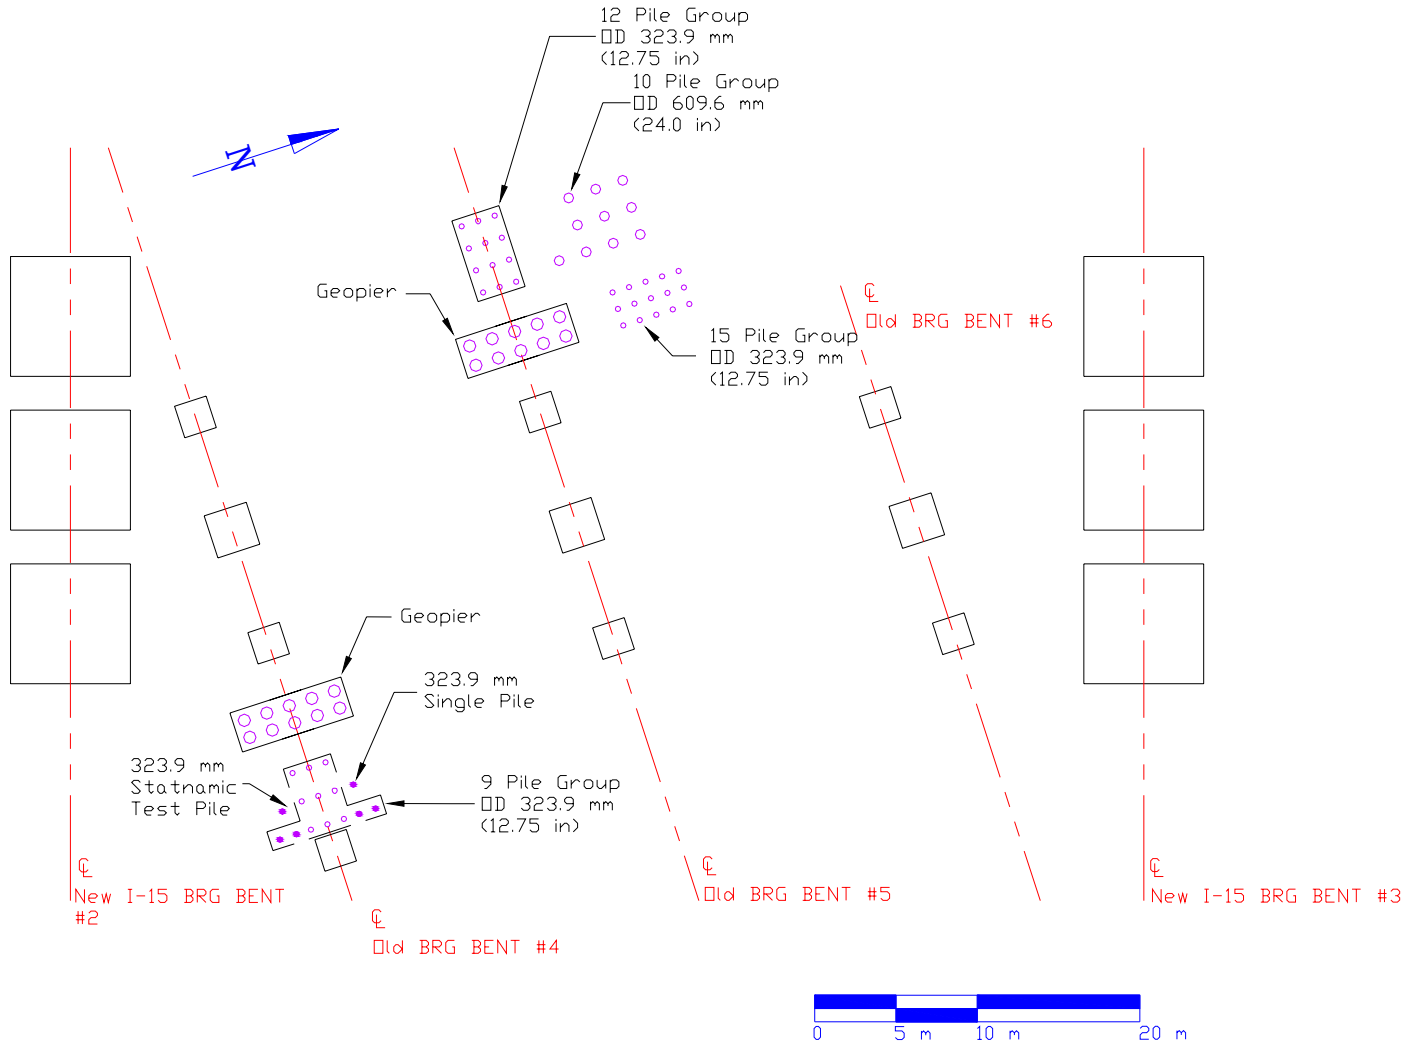 12 Pile Group
OD 323.9 mm
(12.75 in)
10 Pile Group
OD 609.6 mm
(24.0 in)
N
Geopier
℄
Old BRG BENT #6
15 Pile Group
OD 323.9 mm
(12.75 in)
Geopier
323.9 mm
Single Pile
323.9 mm
Statnamic
Test Pile
9 Pile Group
OD 323.9 mm
(12.75 in)
℄
New I-15 BRG BENT
#2
℄
Old BRG BENT #4
℄
Old BRG BENT #5
℄
New I-15 BRG BENT #3
0 5 m 10 m 20 m